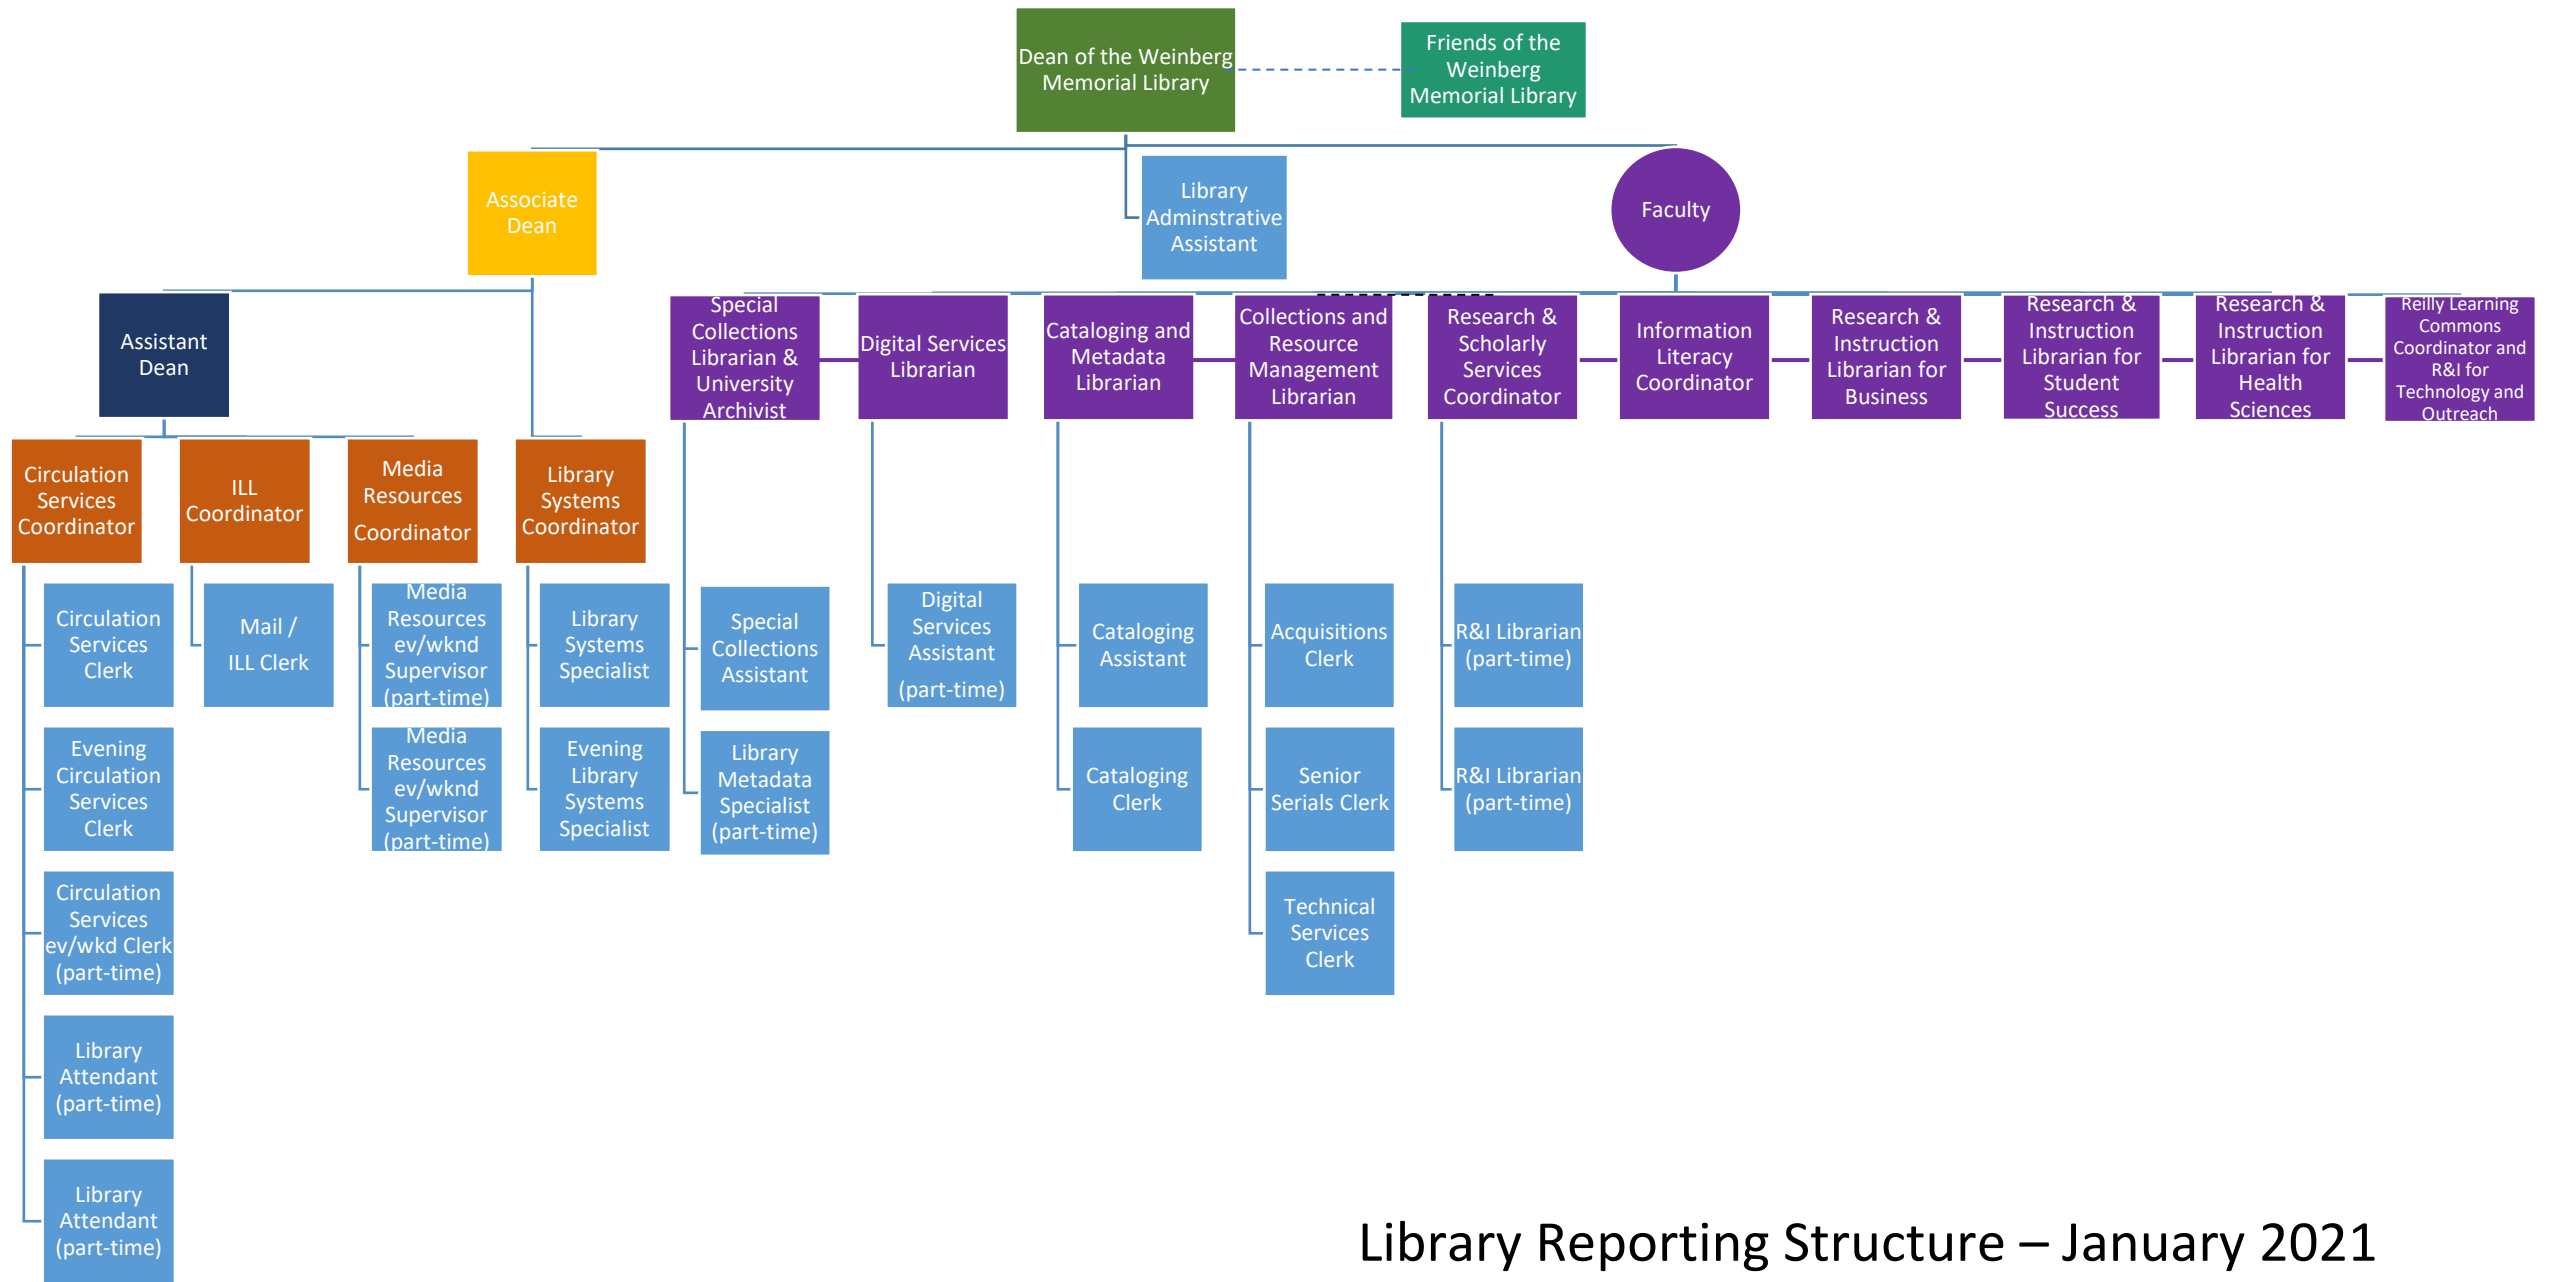 Dean of the Weinberg
Memorial Library
Friends of the
Weinberg
Memorial Library
Associate
Dean
Library
Adminstrative
Assistant
Faculty
Assistant
Dean
Special
Collections
Librarian &
University
Archivist
Digital Services
Librarian
Cataloging and
Metadata
Librarian
Collections and
Resource
Management
Librarian
Research &
Scholarly
Services
Coordinator
Information
Literacy
Coordinator
Research &
Instruction
Librarian for
Business
Research &
Instruction
Librarian for
Student
Success
Research &
Instruction
Librarian for
Health
Sciences
Reilly Learning
Commons
Coordinator and
R&I for
Technology and
Outreach
Circulation
Services
Coordinator
ILL
Coordinator
Media
Resources
Coordinator
Library
Systems
Coordinator
Circulation
Services
Clerk
Mail /
ILL Clerk
Media
Resources
ev/wknd
Supervisor
(part-time)
Library
Systems
Specialist
Special
Collections
Assistant
Digital
Services
Assistant
(part-time)
Cataloging
Assistant
Acquisitions
Clerk
R&I Librarian
(part-time)
Evening
Circulation
Services
Clerk
Media
Resources
ev/wknd
Supervisor
(part-time)
Evening
Library
Systems
Specialist
Library
Metadata
Specialist
(part-time)
Cataloging
Clerk
Senior
Serials Clerk
R&I Librarian
(part-time)
Circulation
Services
ev/wkd Clerk
(part-time)
Technical
Services
Clerk
Library
Attendant
(part-time)
Library
Attendant
(part-time)
Library Reporting Structure – January 2021